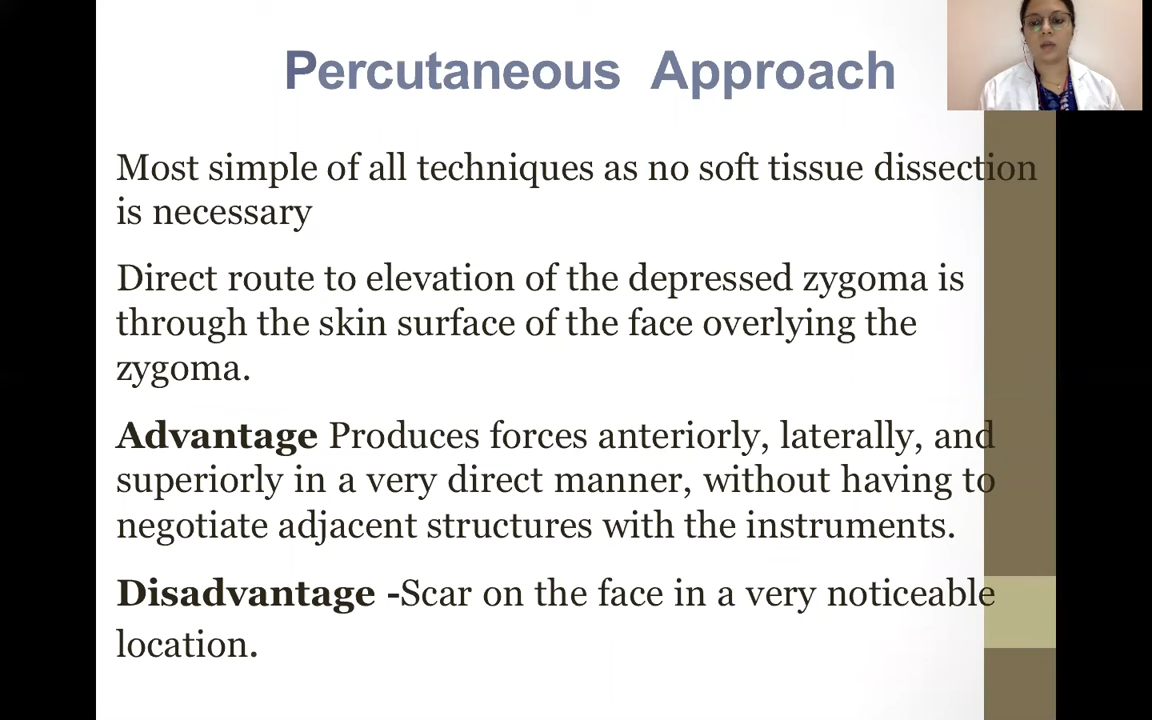 Percutaneous Approach
Most simple of all techniques as no soft tissue dissection
is necessary
Direct route to elevation of the depressed zygoma is
through the skin surface of the face overlying the
zygoma.
Advantage Produces forces anteriorly, laterally, and
superiorly in a very direct manner, without having to
negotiate adjacent structures with the instruments.
Disadvantage -Scar on the face in a very noticeable
location.